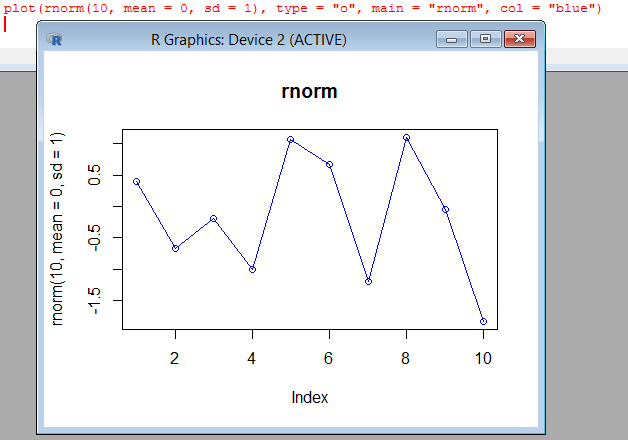 plot(rnorm(10, mean = 0, sd = 1), type = "o", main = "rnorm", col = "blue")
R Graphics: Device 2 (ACTIVE)
rnorm
rnorm(10, mean = 0, sd = 1)
0.5
-0.5
-1.5
2 4 6 8 10
Index